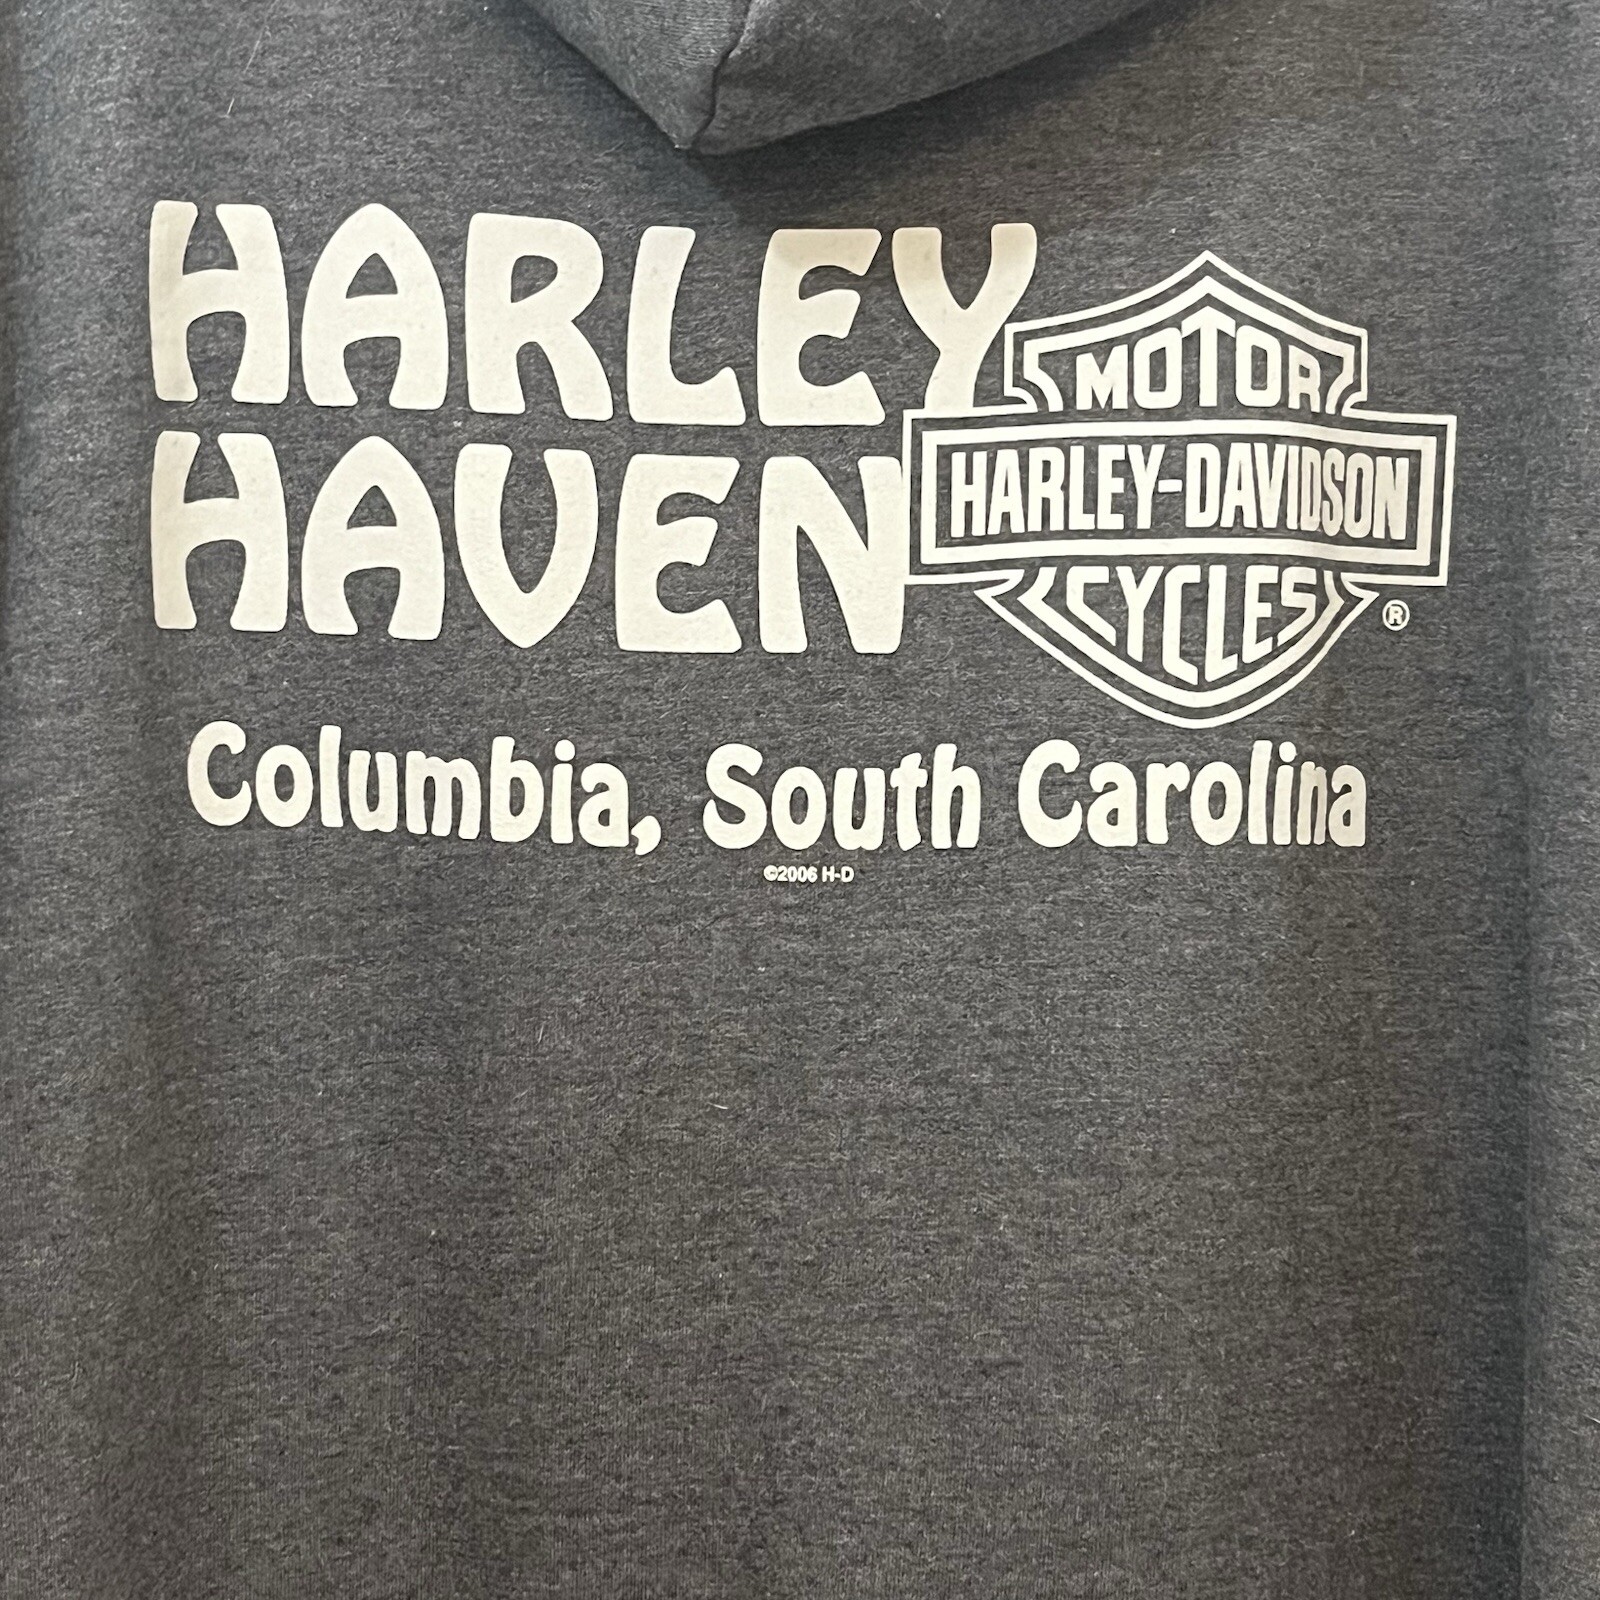 HARLEY
HAVEN
MOTOR
HARLEY-DAVIDSON
CYCLES
®
Columbia, South Carolina
©2006 H-D